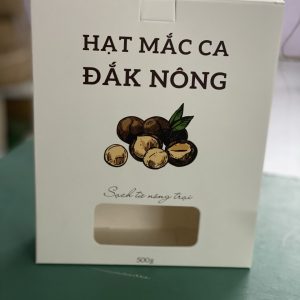 HẠT MẮC CA
ĐẮK NÔNG
Sạch từ nông trại
500g